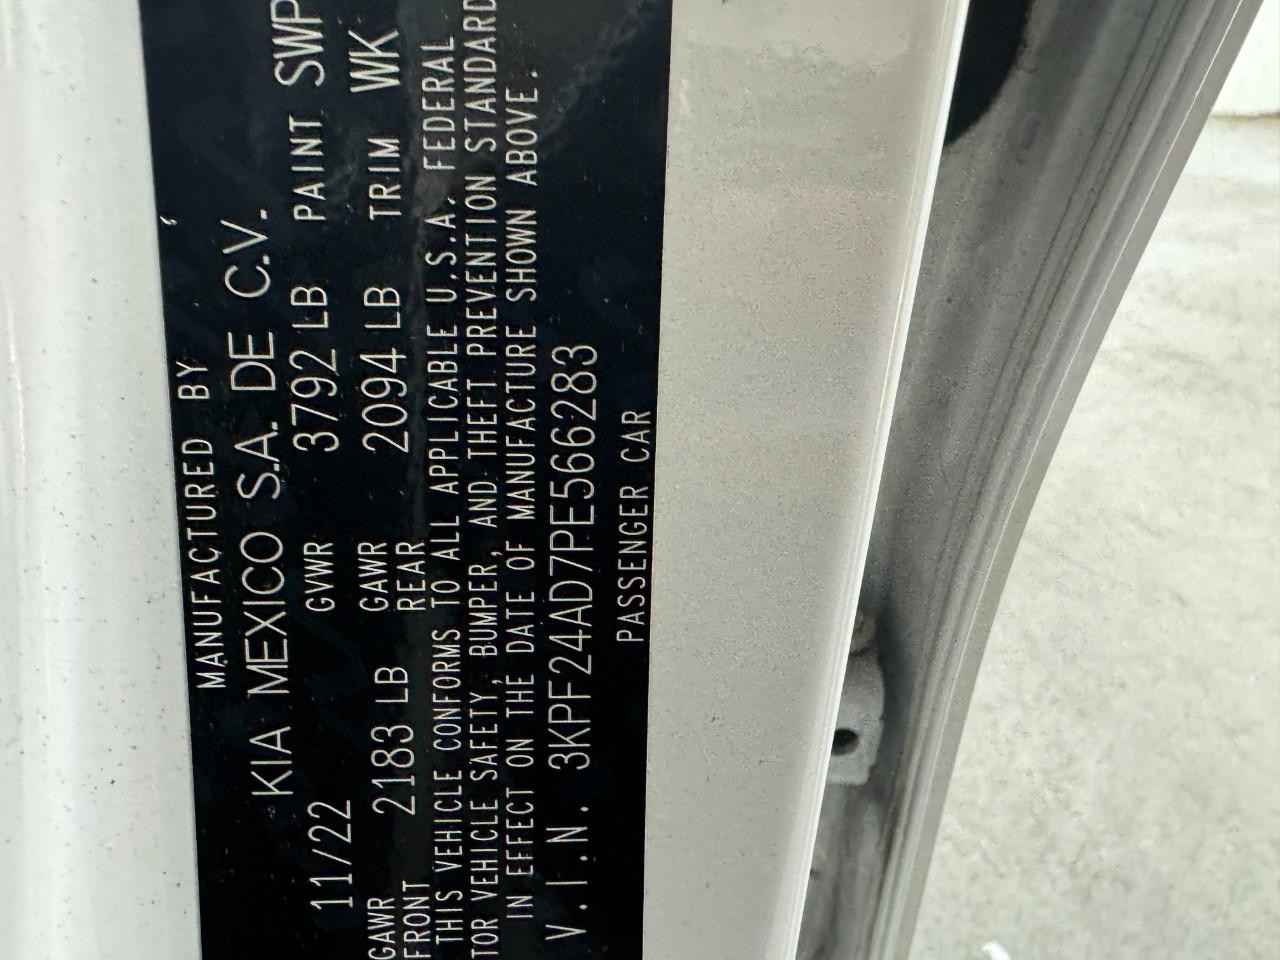 MANUFACTURED BY
KIA MEXICO S.A. DE C.V.
11/22 GVWR 3792 LB PAINT SWP
GAWR FRONT 2183 LB GAWR REAR 2094 LB TRIM WK
THIS VEHICLE CONFORMS TO ALL APPLICABLE U.S.A. FEDERAL
TOR VEHICLE SAFETY, BUMPER, AND THEFT PREVENTION STANDARD
IN EFFECT ON THE DATE OF MANUFACTURE SHOWN ABOVE.
V.I.N. 3KPF24AD7PE566283
PASSENGER CAR